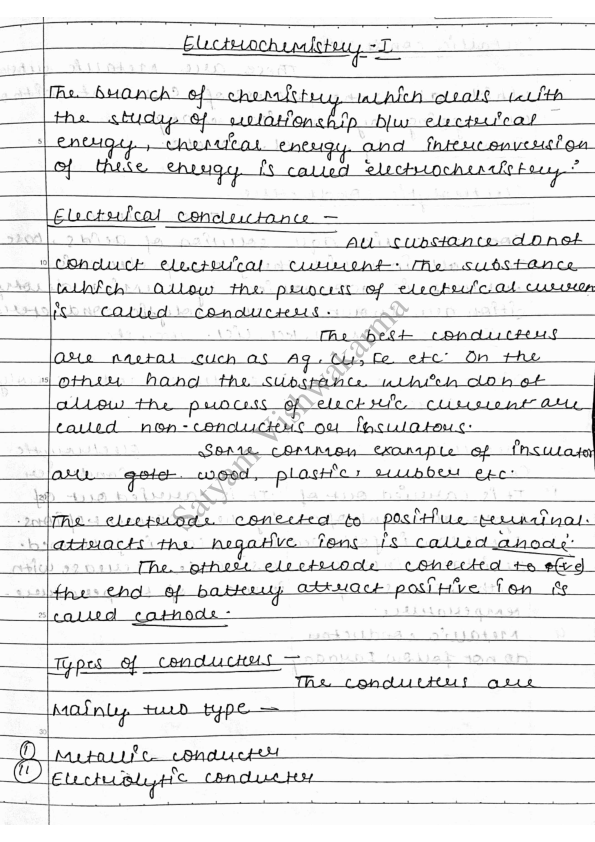 Electrochemistry-I
The branch of chemistry which deals with
the study of relationship b/w electrical
energy, chemical energy and interconversion
of these energy is called electrochemistry.
Electrical conductance -
All substance do not
conduct electrical current. The substance
which allow the process of electrical current
is called conductors.
The best conductors
are metal such as Ag, Cu, Fe etc. On the
other hand the substance which do not
allow the process of electric current are
called non-conductors or insulators.
Some common example of insulator
are gold wood, plastic, rubber etc.
The electrode conected to positive terminal.
attracts the negative ions is called anode.
The other electrode conected to (-ve)
the end of battery attract positive ion is
called cathode.
Types of conducters -
The conducters are
Mainly two type -
(i) Metallic conducter
(ii) Electrolytic conducter
Satyam Vishwakarma